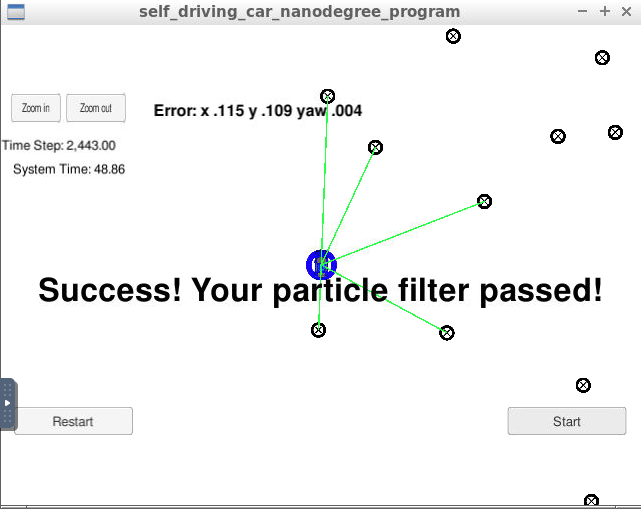 self_driving_car_nanodegree_program
Zoom in Zoom out
Error: x .115 y .109 yaw .004
Time Step: 2,443.00
System Time: 48.86
Success! Your particle filter passed!
Restart Start